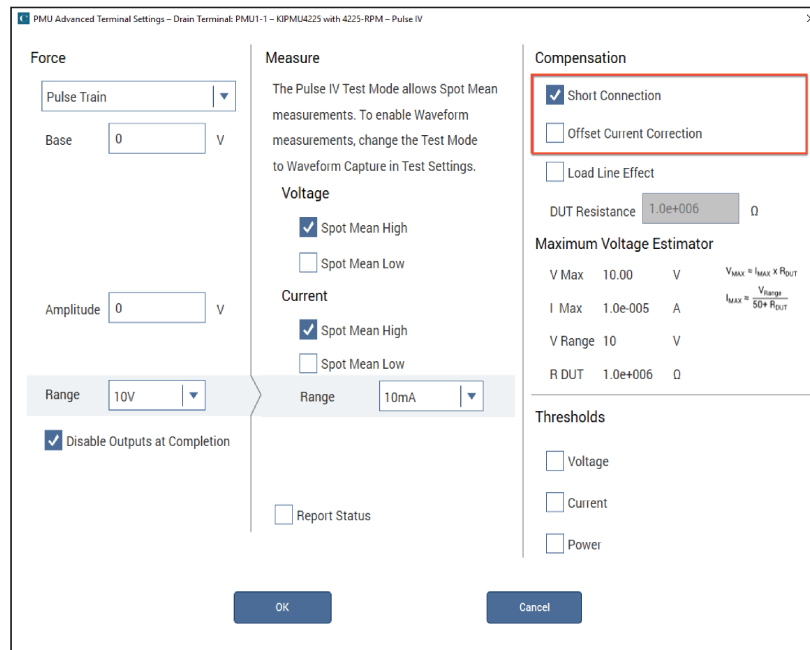 PMU Advanced Terminal Settings – Drain Terminal: PMU1-1 – KIPMU4225 with 4225-RPM – Pulse IV
Force
Pulse Train
Base 0 V
Amplitude 0 V
Range 10V
Disable Outputs at Completion
Measure
The Pulse IV Test Mode allows Spot Mean
measurements. To enable Waveform
measurements, change the Test Mode
to Waveform Capture in Test Settings.
Voltage
Spot Mean High
Spot Mean Low
Current
Spot Mean High
Spot Mean Low
Range 10mA
Report Status
Compensation
Short Connection
Offset Current Correction
Load Line Effect
DUT Resistance 1.0e+006 Ω
Maximum Voltage Estimator
V Max 10.00 V
I Max 1.0e-005 A
V Range 10 V
R DUT 1.0e+006 Ω
VMAX = IMAX x RDUT
IMAX = VRange / 50+ RDUT
Thresholds
Voltage
Current
Power
OK
Cancel